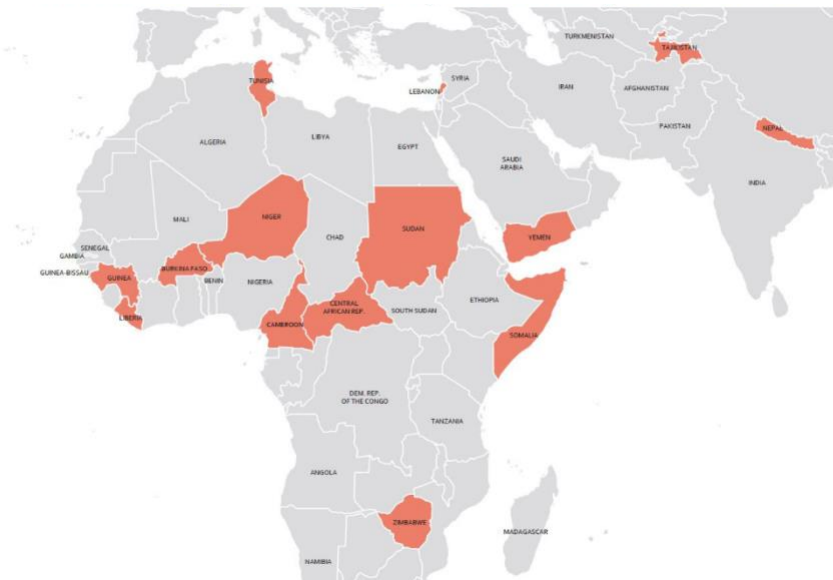 TURKMENISTAN
TAJIKISTAN
TUNISIA
SYRIA
LEBANON
IRAN
AFGHANISTAN
PAKISTAN
NEPAL
ALGERIA
LIBYA
EGYPT
SAUDI
ARABIA
INDIA
MALI
NIGER
CHAD
SUDAN
YEMEN
SENEGAL
GAMBIA
GUINEA-BISSAU
GUINEA
BURKINA FASO
BENIN
NIGERIA
ETHIOPIA
CENTRAL
AFRICAN REP.
SOUTH SUDAN
LIBERIA
CAMEROON
SOMALIA
DEM. REP.
OF THE CONGO
TANZANIA
ANGOLA
ZIMBABWE
MADAGASCAR
NAMIBIA